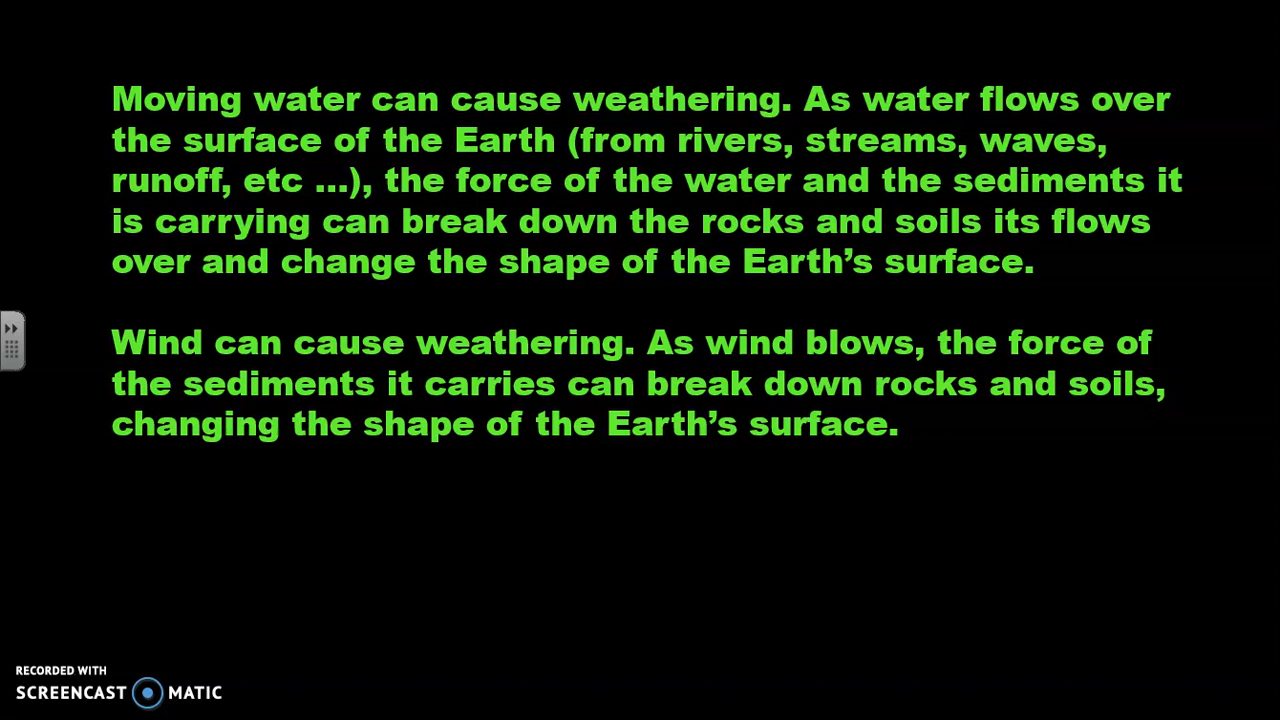 Moving water can cause weathering. As water flows over
the surface of the Earth (from rivers, streams, waves,
runoff, etc ...), the force of the water and the sediments it
is carrying can break down the rocks and soils its flows
over and change the shape of the Earth’s surface.
Wind can cause weathering. As wind blows, the force of
the sediments it carries can break down rocks and soils,
changing the shape of the Earth’s surface.
RECORDED WITH
SCREENCAST MATIC